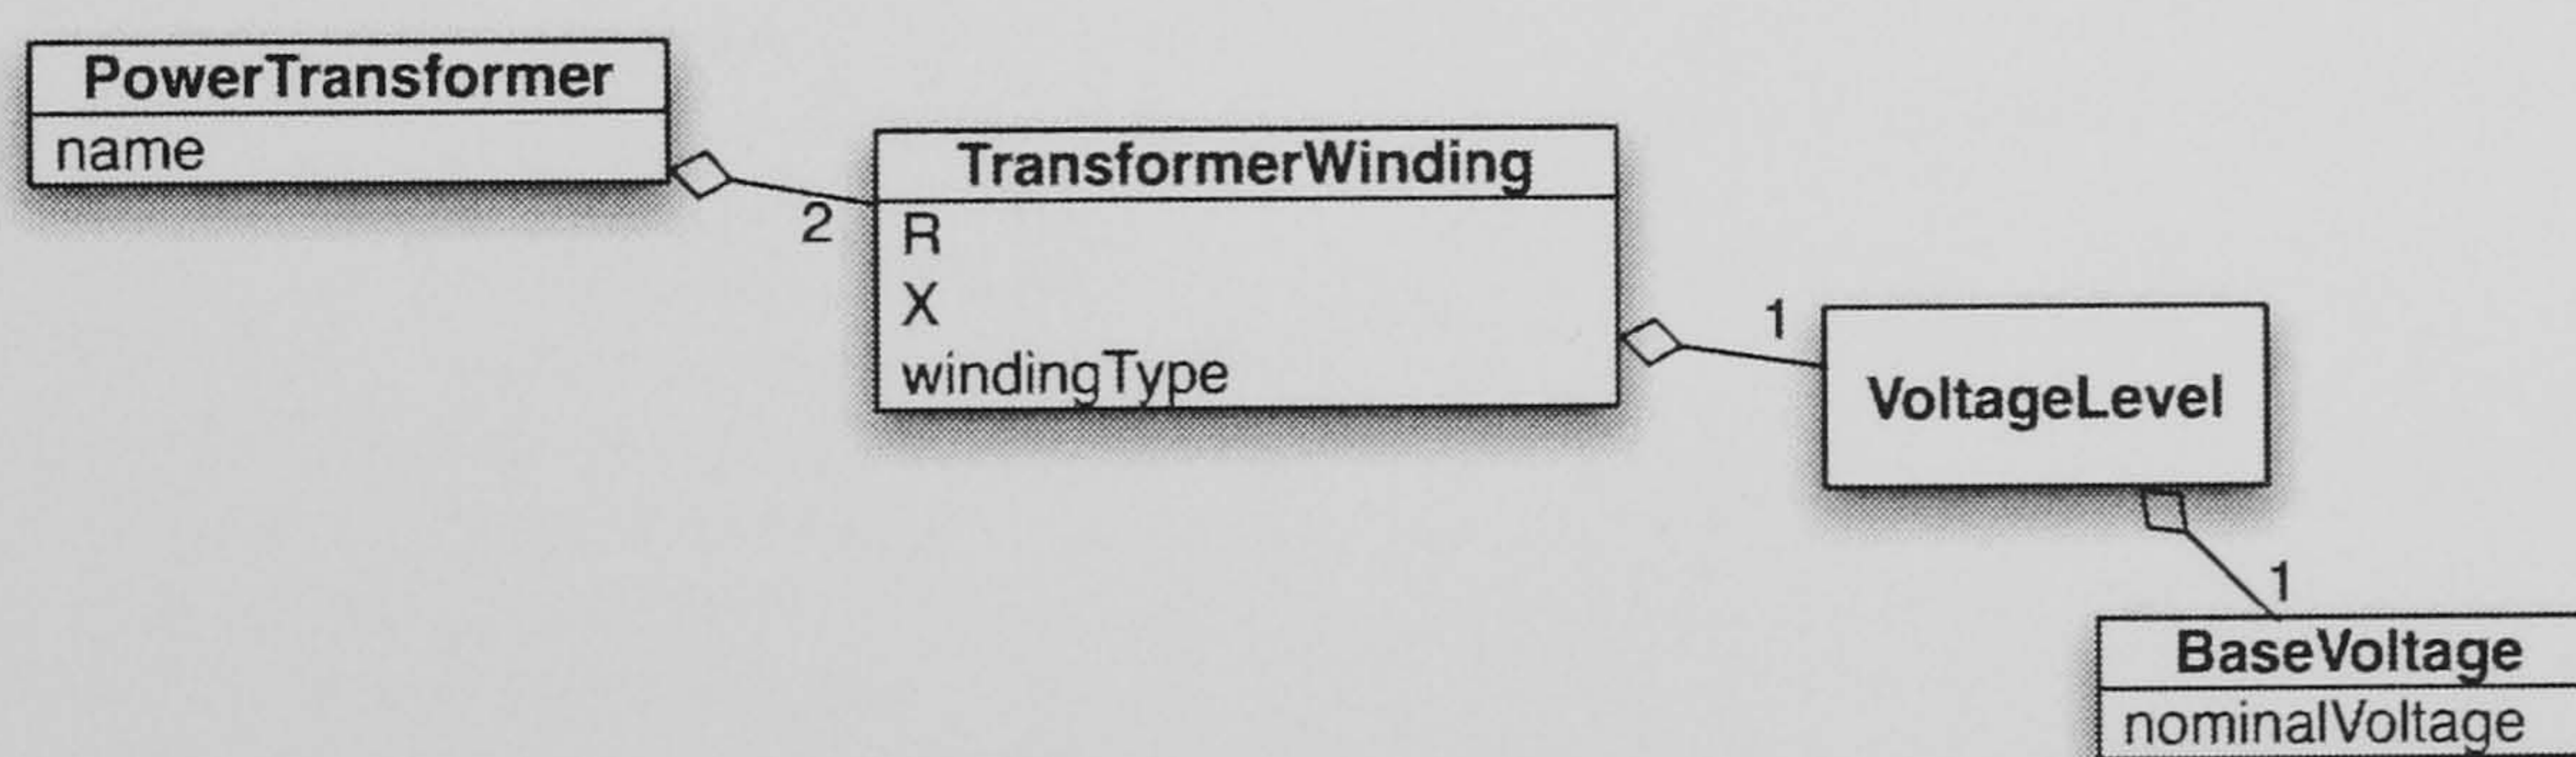 PowerTransformer
name
2
TransformerWinding
R
X
windingType
1
VoltageLevel
1
BaseVoltage
nominalVoltage